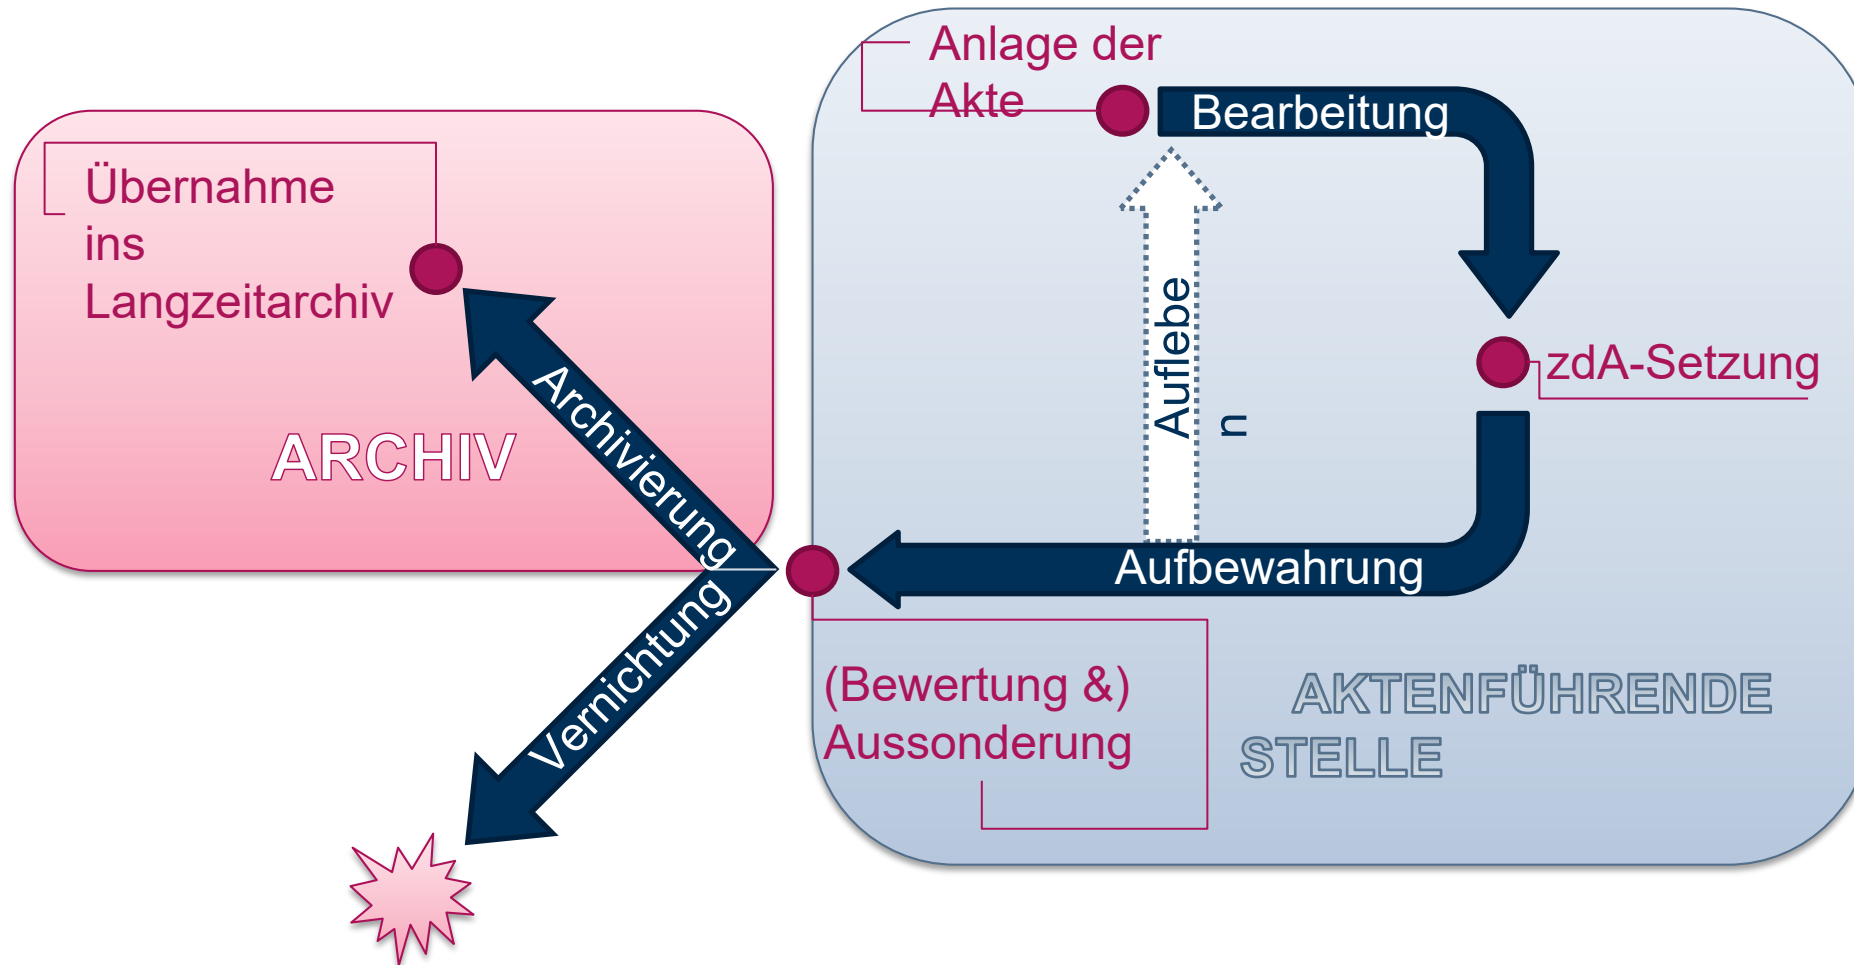 Anlage der
Akte
Bearbeitung
Übernahme
ins
Langzeitarchiv
Auflebe
n
zdA-Setzung
Archivierung
ARCHIV
Aufbewahrung
Vernichtung
(Bewertung &)
Aussonderung
AKTENFÜHRENDE
STELLE